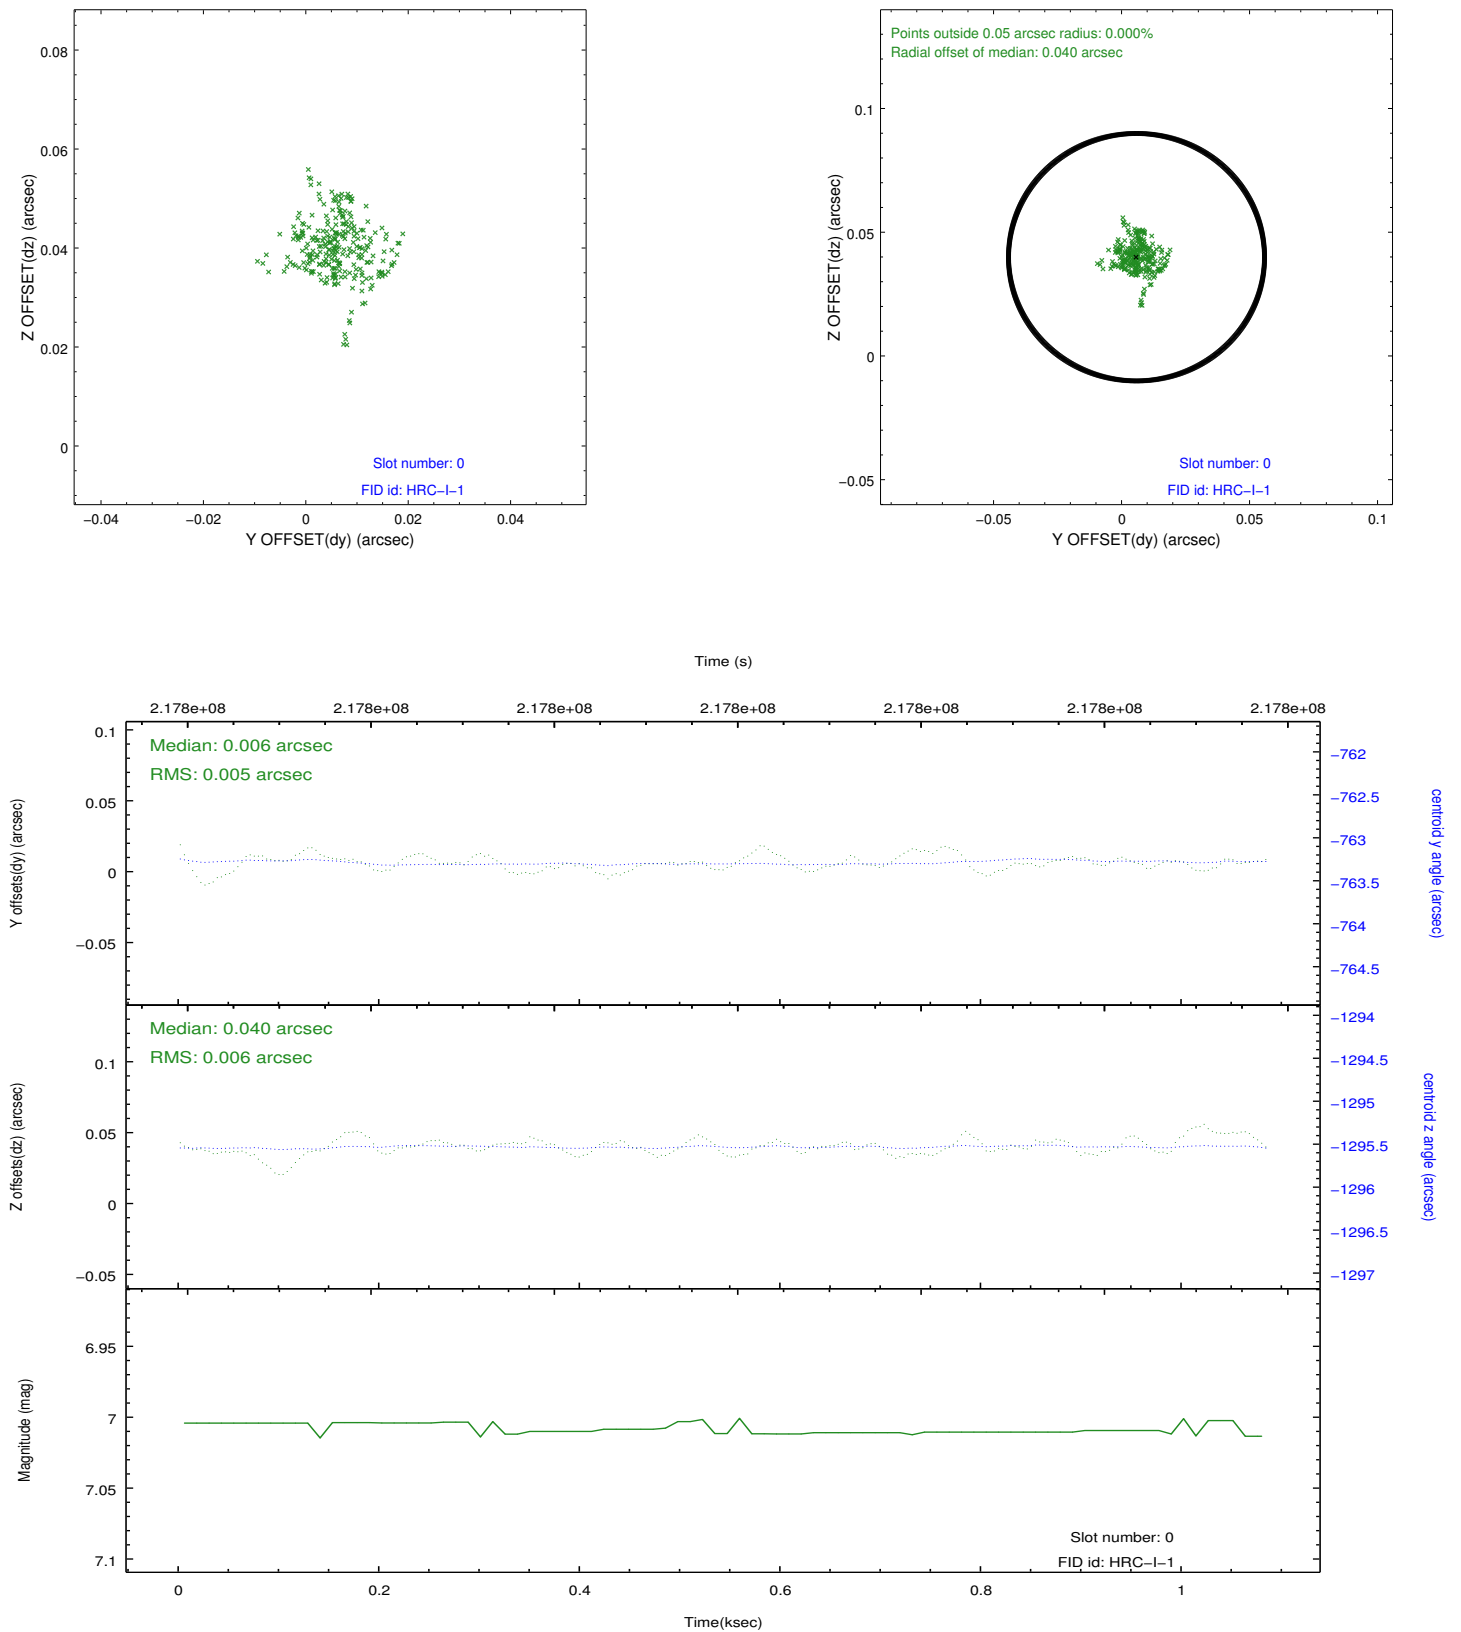 0.08
0.06
0.04
0.02
0
Z OFFSET(dz) (arcsec)
Slot number: 0
FID id: HRC−I−1
−0.04 −0.02 0 0.02 0.04
Y OFFSET(dy) (arcsec)
Points outside 0.05 arcsec radius: 0.000%
Radial offset of median: 0.040 arcsec
0.1
0.05
0
−0.05
Z OFFSET(dz) (arcsec)
Slot number: 0
FID id: HRC−I−1
−0.05 0 0.05 0.1
Y OFFSET(dy) (arcsec)
Time (s)
2.178e+08 2.178e+08 2.178e+08 2.178e+08 2.178e+08 2.178e+08 2.178e+08
Median: 0.006 arcsec
RMS: 0.005 arcsec
0.1
0.05
0
−0.05
Y offsets(dy) (arcsec)
−762
−762.5
−763
−763.5
−764
−764.5
centroid y angle (arcsec)
Median: 0.040 arcsec
RMS: 0.006 arcsec
0.1
0.05
0
−0.05
Z offsets(dz) (arcsec)
−1294
−1294.5
−1295
−1295.5
−1296
−1296.5
−1297
centroid z angle (arcsec)
6.95
7
7.05
7.1
Magnitude (mag)
Slot number: 0
FID id: HRC−I−1
0 0.2 0.4 0.6 0.8 1
Time(ksec)